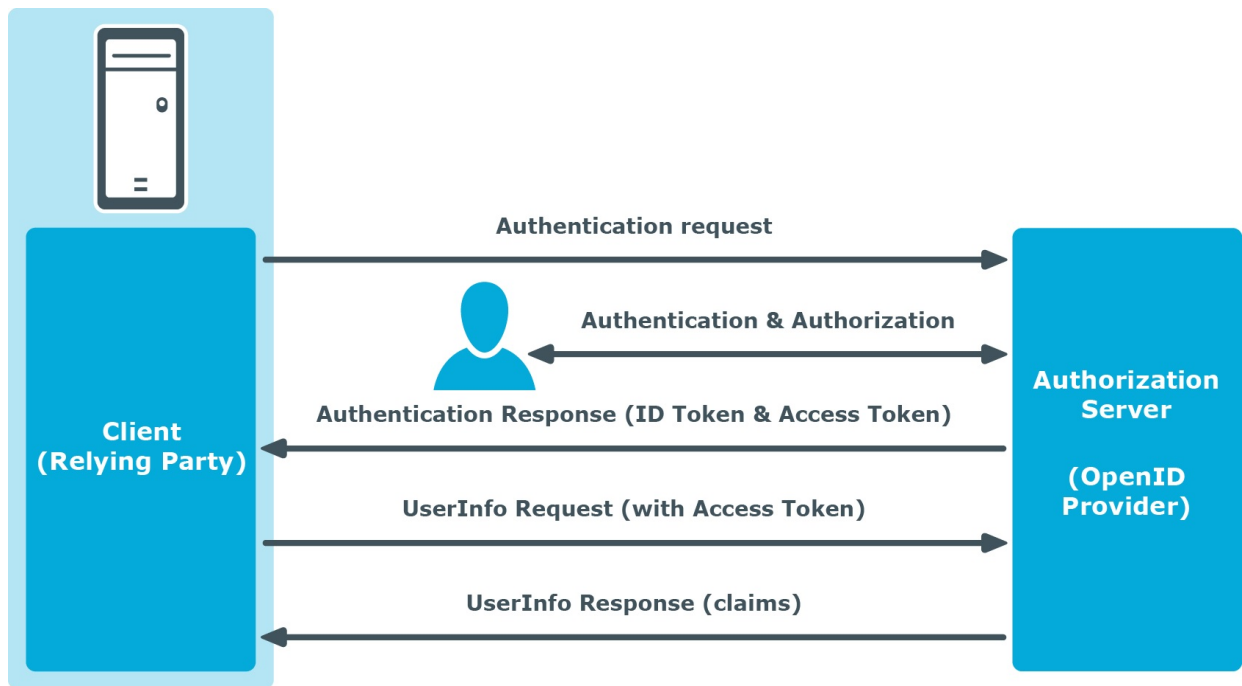 Authentication request
Authentication & Authorization
Authentication Response (ID Token & Access Token)
UserInfo Request (with Access Token)
UserInfo Response (claims)
Client
(Relying Party)
Authorization
Server
(OpenID
Provider)